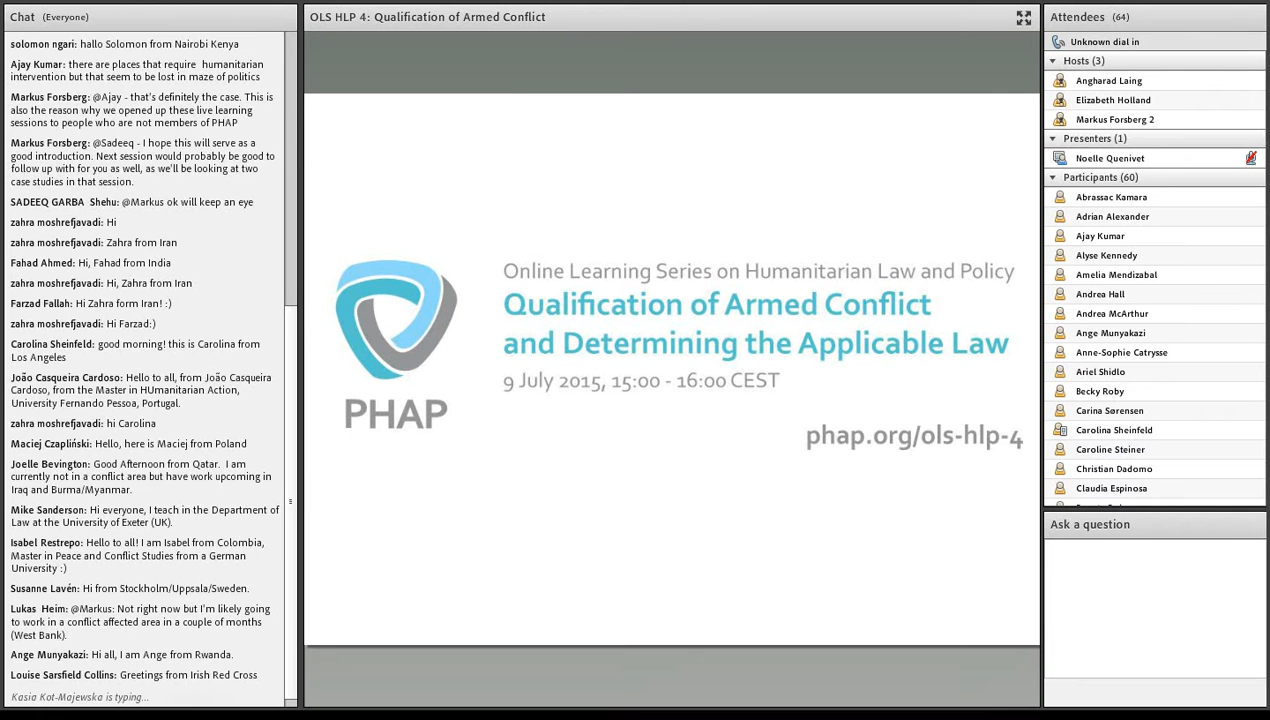 Chat (Everyone)
solomon ngari: hallo Solomon from Nairobi Kenya
Ajay Kumar: there are places that require humanitarian
intervention but that seem to be lost in maze of politics
Markus Forsberg: @Ajay - that's definitely the case. This is
also the reason why we opened up these live learning
sessions to people who are not members of PHAP
Markus Forsberg: @Sadeeq - I hope this will serve as a
good introduction. Next session would probably be good to
follow up with for you as well, as we'll be looking at two
case studies in that session.
SADEEQ GARBA Shehu: @Markus ok will keep an eye
zahra moshrefjavadi: Hi
zahra moshrefjavadi: Zahra from Iran
Fahad Ahmed: Hi, Fahad from India
zahra moshrefjavadi: Hi, Zahra from Iran
Farzad Fallah: Hi Zahra form Iran! :)
zahra moshrefjavadi: Hi Farzad:)
Carolina Sheinfeld: good morning! this is Carolina from
Los Angeles
João Casqueira Cardoso: Hello to all, from João Casqueira
Cardoso, from the Master in HUmanitarian Action,
University Fernando Pessoa, Portugal.
zahra moshrefjavadi: hi Carolina
Maciej Czapliński: Hello, here is Maciej from Poland
Joelle Bevington: Good Afternoon from Qatar. I am
currently not in a conflict area but have work upcoming in
Iraq and Burma/Myanmar.
Mike Sanderson: Hi everyone, I teach in the Department of
Law at the University of Exeter (UK).
Isabel Restrepo: Hello to all! I am Isabel from Colombia,
Master in Peace and Conflict Studies from a German
University :)
Susanne Lavén: Hi from Stockholm/Uppsala/Sweden.
Lukas Heim: @Markus: Not right now but I'm likely going
to work in a conflict affected area in a couple of months
(West Bank).
Ange Munyakazi: Hi all, I am Ange from Rwanda.
Louise Sarsfield Collins: Greetings from Irish Red Cross
Kasia Kot-Majewska is typing...
OLS HLP 4: Qualification of Armed Conflict
Online Learning Series on Humanitarian Law and Policy
Qualification of Armed Conflict
and Determining the Applicable Law
9 July 2015, 15:00 - 16:00 CEST
PHAP
phap.org/ols-hlp-4
Attendees (64)
Unknown dial in
Hosts (3)
Angharad Laing
Elizabeth Holland
Markus Forsberg 2
Presenters (1)
Noelle Quenivet
Participants (60)
Abrassac Kamara
Adrian Alexander
Ajay Kumar
Alyse Kennedy
Amelia Mendizabal
Andrea Hall
Andrea McArthur
Ange Munyakazi
Anne-Sophie Catrysse
Ariel Shidlo
Becky Roby
Carina Sørensen
Carolina Sheinfeld
Caroline Steiner
Christian Dadomo
Claudia Espinosa
Ask a question